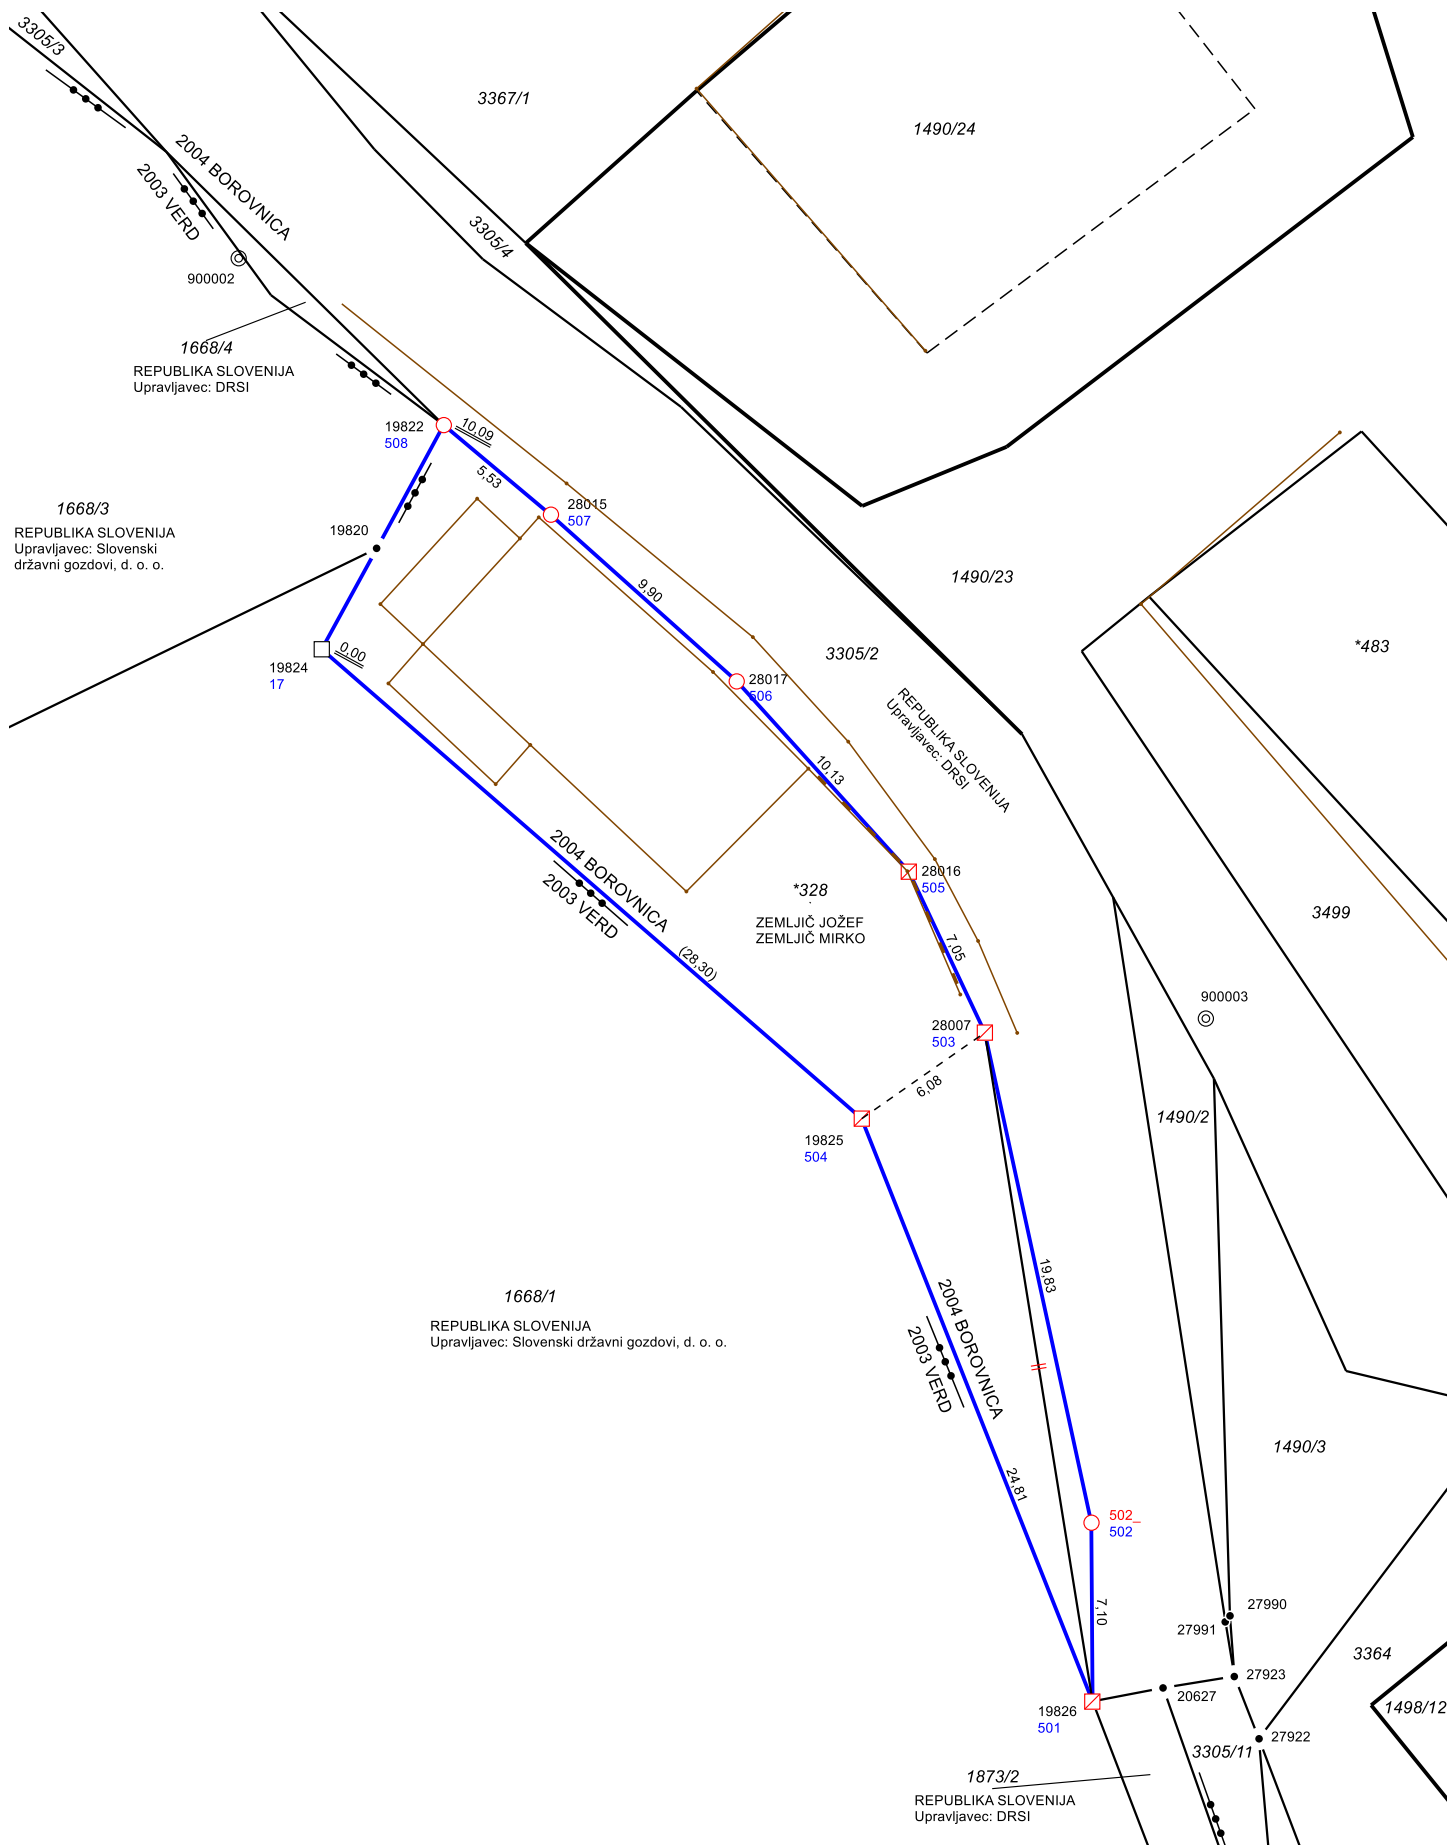 3305/3
3367/1
1490/24
2004 BOROVNICA
2003 VERD
3305/4
900002
1668/4
REPUBLIKA SLOVENIJA
Upravljavec: DRSI
19822
508
10,09
5,53
28015
507
1668/3
REPUBLIKA SLOVENIJA
Upravljavec: Slovenski
državni gozdovi, d. o. o.
19820
9,90
1490/23
19824
17
0,00
28017
506
3305/2
*483
REPUBLIKA SLOVENIJA
Upravljavec: DRSI
10,13
2004 BOROVNICA
2003 VERD
28016
505
*328
ZEMLJIČ JOŽEF
ZEMLJIČ MIRKO
3499
(28,30)
7,05
900003
28007
503
6,08
1490/2
19825
504
19,83
1668/1
REPUBLIKA SLOVENIJA
Upravljavec: Slovenski državni gozdovi, d. o. o.
2004 BOROVNICA
2003 VERD
1490/3
24,81
502_
502
7,10
27990
27991
3364
27923
20627
1498/12
19826
501
27922
3305/11
1873/2
REPUBLIKA SLOVENIJA
Upravljavec: DRSI